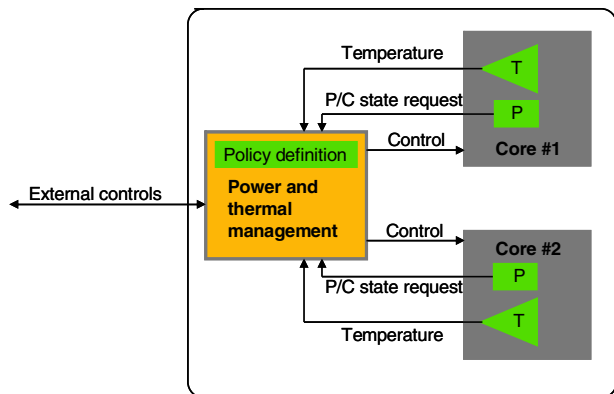 Temperature
T
P/C state request
P
Control
Core #1
Policy definition
Power and
thermal
management
External controls
Control
Core #2
P
P/C state request
T
Temperature